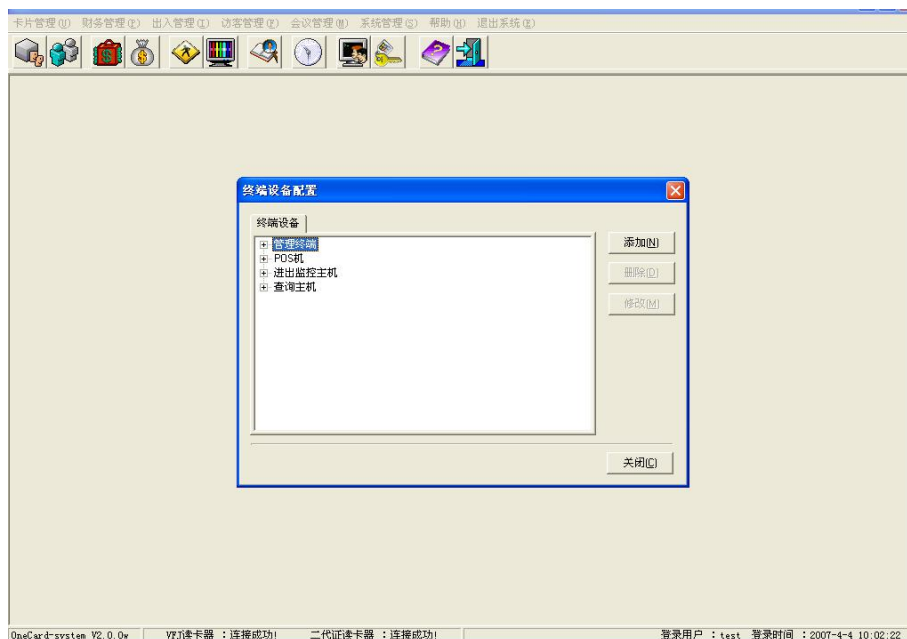 卡片管理(U) 财务管理(P) 出入管理(I) 访客管理(V) 会议管理(M) 系统管理(S) 帮助(H) 退出系统(E)
终端设备配置
终端设备
管理终端
添加(N)
POS机
进出监控主机
删除(D)
查询主机
修改(M)
关闭(C)
OneCard-system V2.0.0w 读卡器 :连接成功! 二代证读卡器 :连接成功! 登录用户 :test 登录时间 :2007-4-4 10:02:22